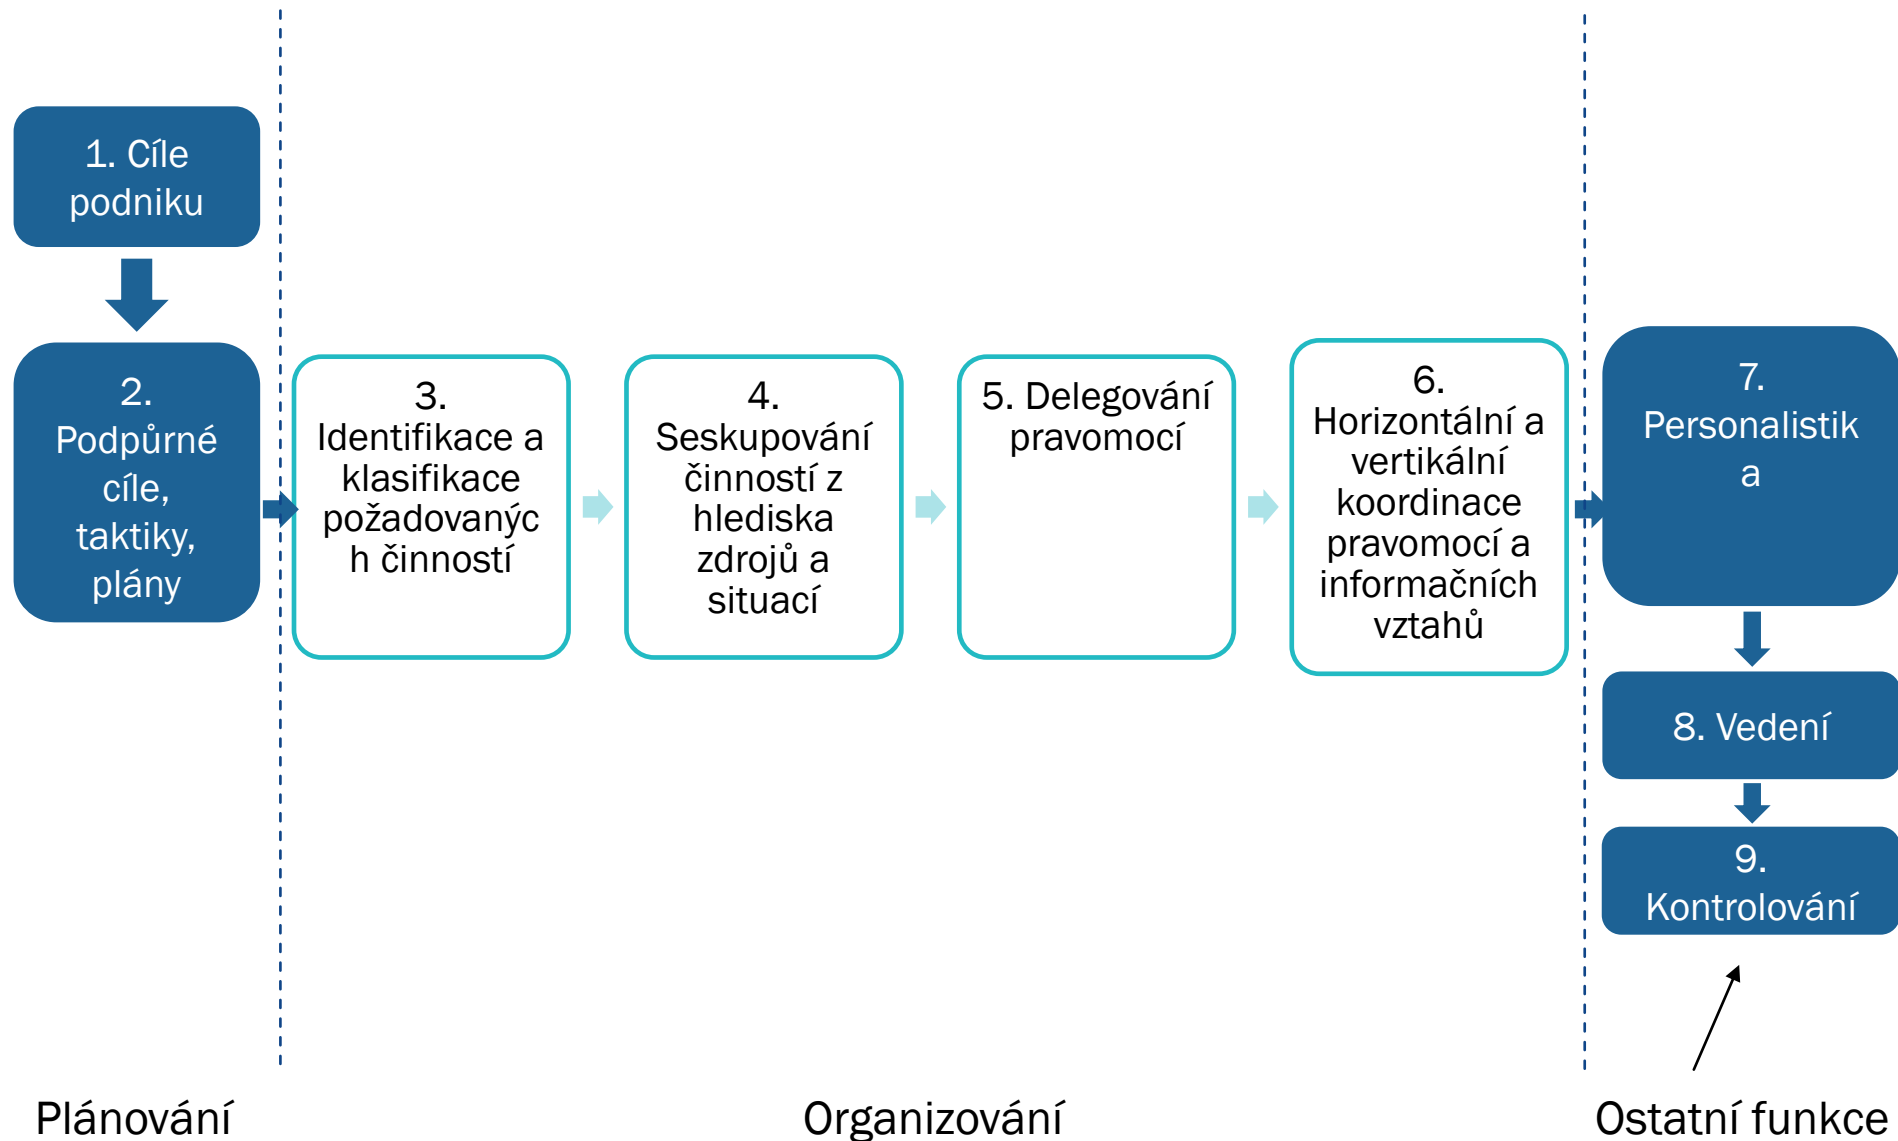 1. Cíle
podniku
2.
Podpůrné
cíle,
taktiky,
plány
3.
Identifikace a
klasifikace
požadovanýc
h činností
4.
Seskupování
činností z
hlediska
zdrojů a
situací
5. Delegování
pravomocí
6.
Horizontální a
vertikální
koordinace
pravomocí a
informačních
vztahů
7.
Personalistik
a
8. Vedení
9.
Kontrolování
Plánování
Organizování
Ostatní funkce